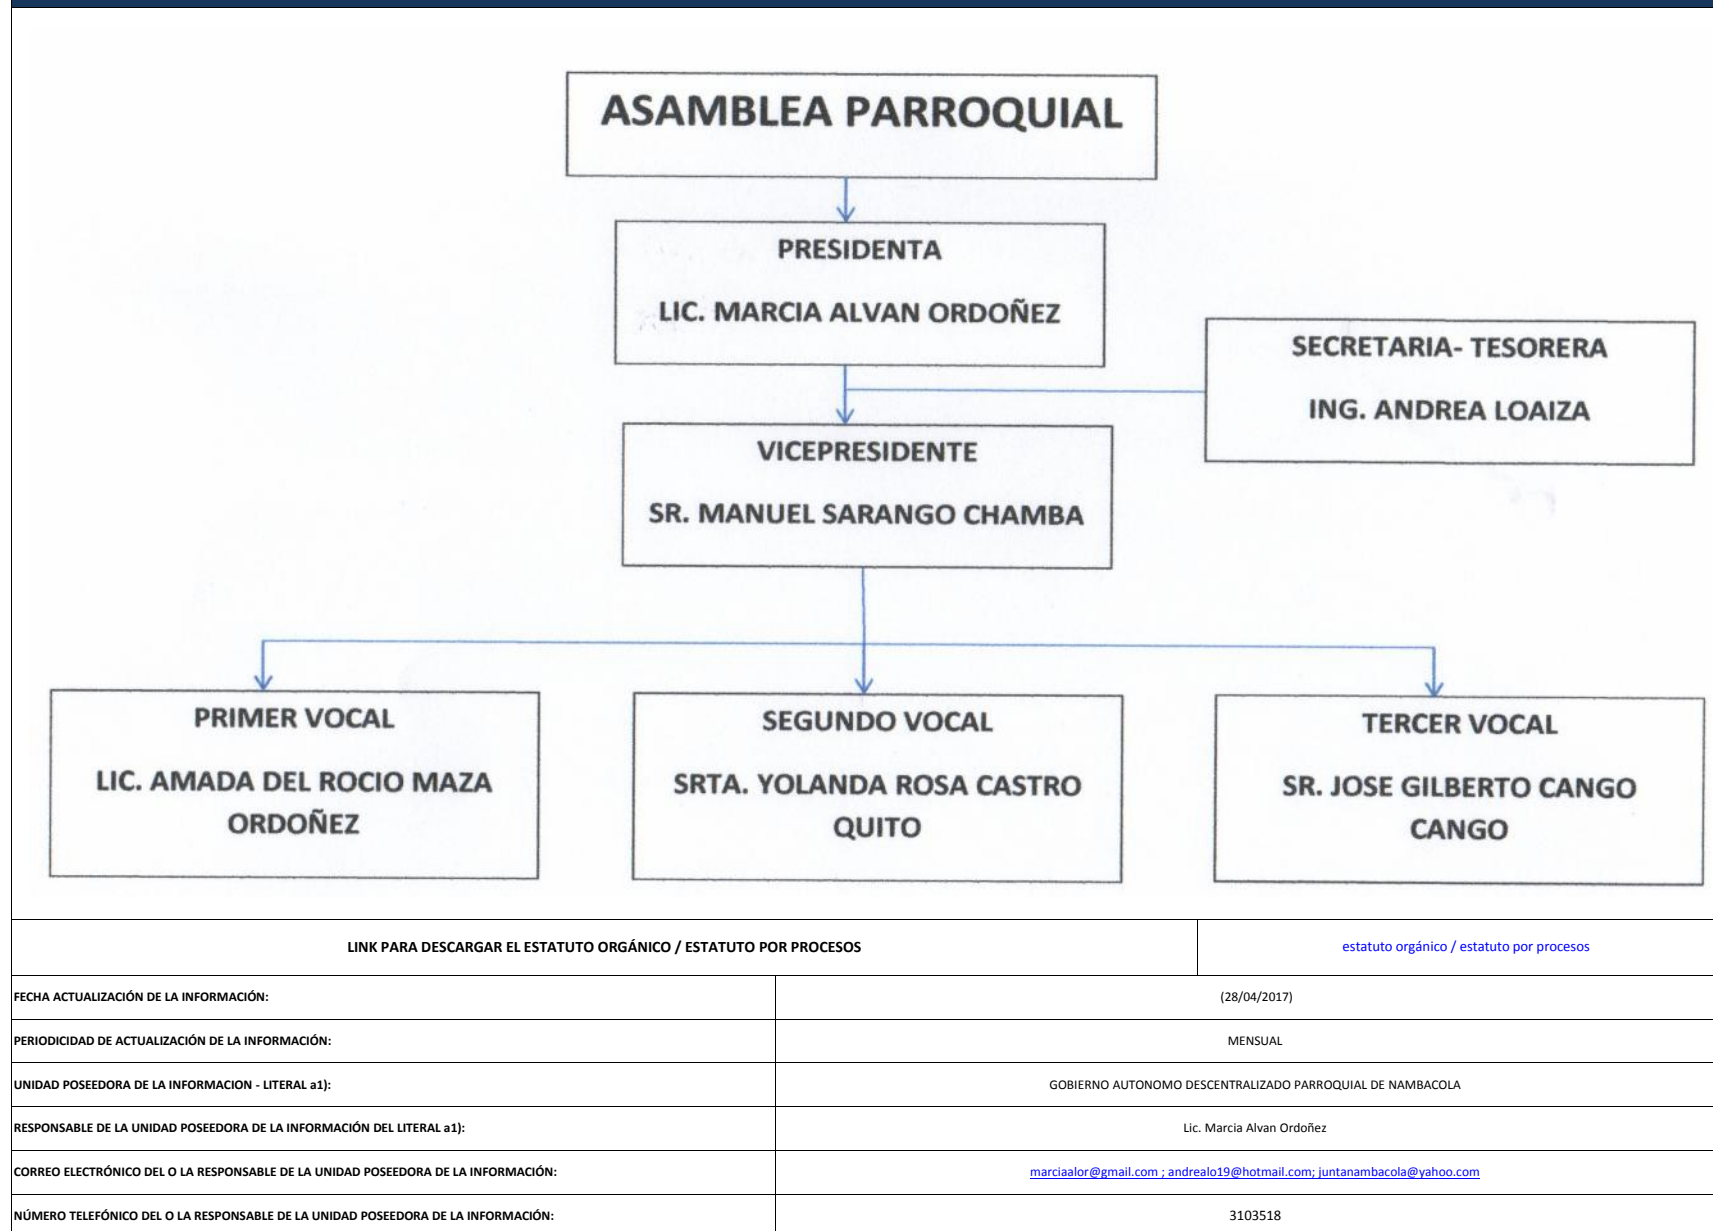 ASAMBLEA PARROQUIAL
PRESIDENTA
LIC. MARCIA ALVAN ORDOÑEZ
SECRETARIA- TESORERA
ING. ANDREA LOAIZA
VICEPRESIDENTE
SR. MANUEL SARANGO CHAMBA
PRIMER VOCAL
LIC. AMADA DEL ROCIO MAZA
ORDOÑEZ
SEGUNDO VOCAL
SRTA. YOLANDA ROSA CASTRO
QUITO
TERCER VOCAL
SR. JOSE GILBERTO CANGO
CANGO
LINK PARA DESCARGAR EL ESTATUTO ORGÁNICO / ESTATUTO POR PROCESOS
estatuto orgánico / estatuto por procesos
FECHA ACTUALIZACIÓN DE LA INFORMACIÓN:
(28/04/2017)
PERIODICIDAD DE ACTUALIZACIÓN DE LA INFORMACIÓN:
MENSUAL
UNIDAD POSEEDORA DE LA INFORMACION - LITERAL a1):
GOBIERNO AUTONOMO DESCENTRALIZADO PARROQUIAL DE NAMBACOLA
RESPONSABLE DE LA UNIDAD POSEEDORA DE LA INFORMACIÓN DEL LITERAL a1):
Lic. Marcia Alvan Ordoñez
CORREO ELECTRÓNICO DEL O LA RESPONSABLE DE LA UNIDAD POSEEDORA DE LA INFORMACIÓN:
marciaalor@gmail.com ; andrealo19@hotmail.com; juntanambacola@yahoo.com
NÚMERO TELEFÓNICO DEL O LA RESPONSABLE DE LA UNIDAD POSEEDORA DE LA INFORMACIÓN:
3103518